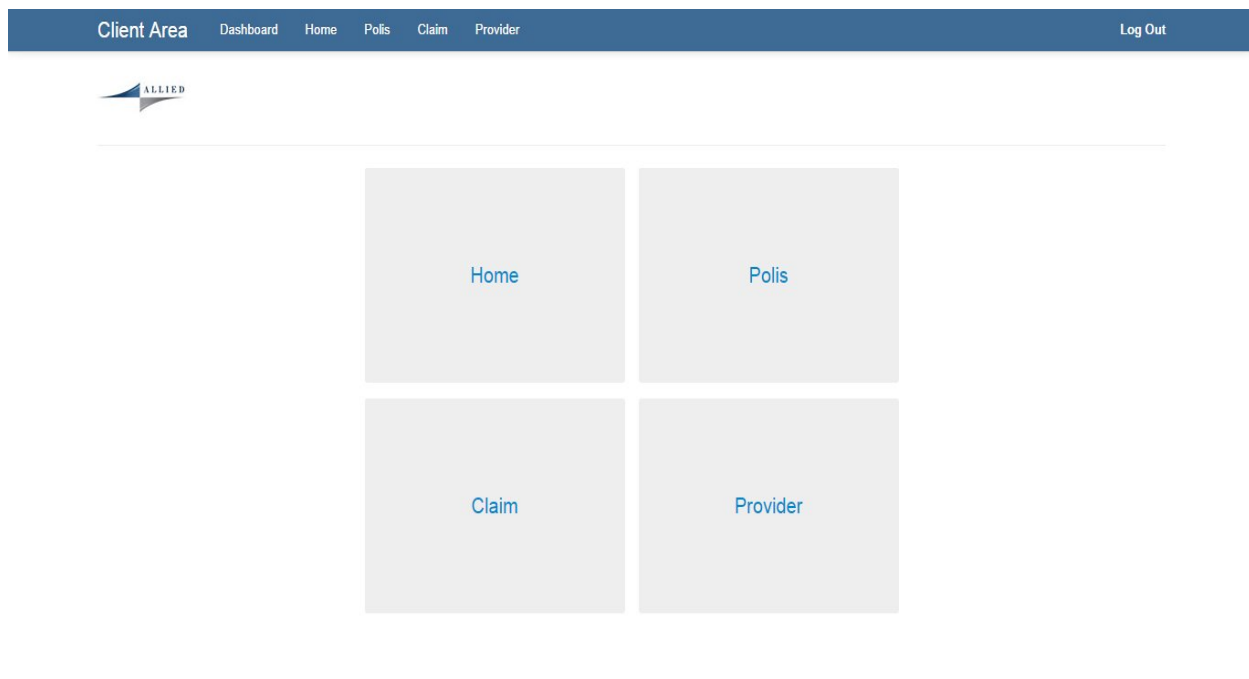 Client Area Dashboard Home Polis Claim Provider Log Out
ALLIED
Home Polis
Claim Provider